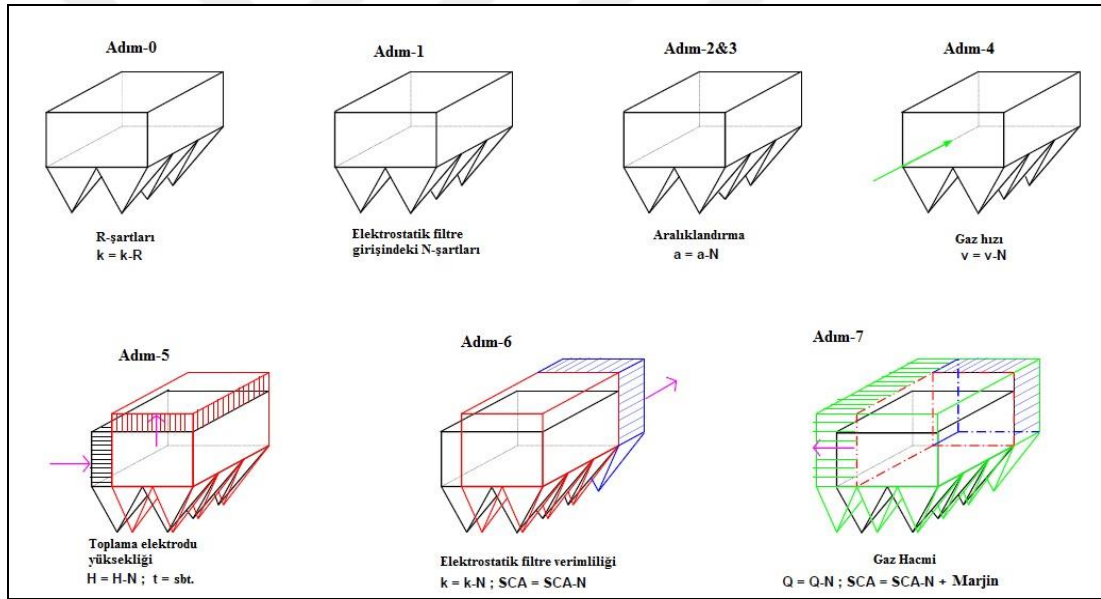 Adım-0
Adım-1
Adım-2&3
Adım-4
R-şartları
k = k-R
Elektrostatik filtre
girişindeki N-şartları
Aralıklandırma
a = a-N
Gaz hızı
v = v-N
Adım-5
Adım-6
Adım-7
Toplama elektrodu
yüksekliği
H = H-N ; t = sbt.
Elektrostatik filtre verimliliği
k = k-N ; SCA = SCA-N
Gaz Hacmi
Q = Q-N ; SCA = SCA-N + Marjin